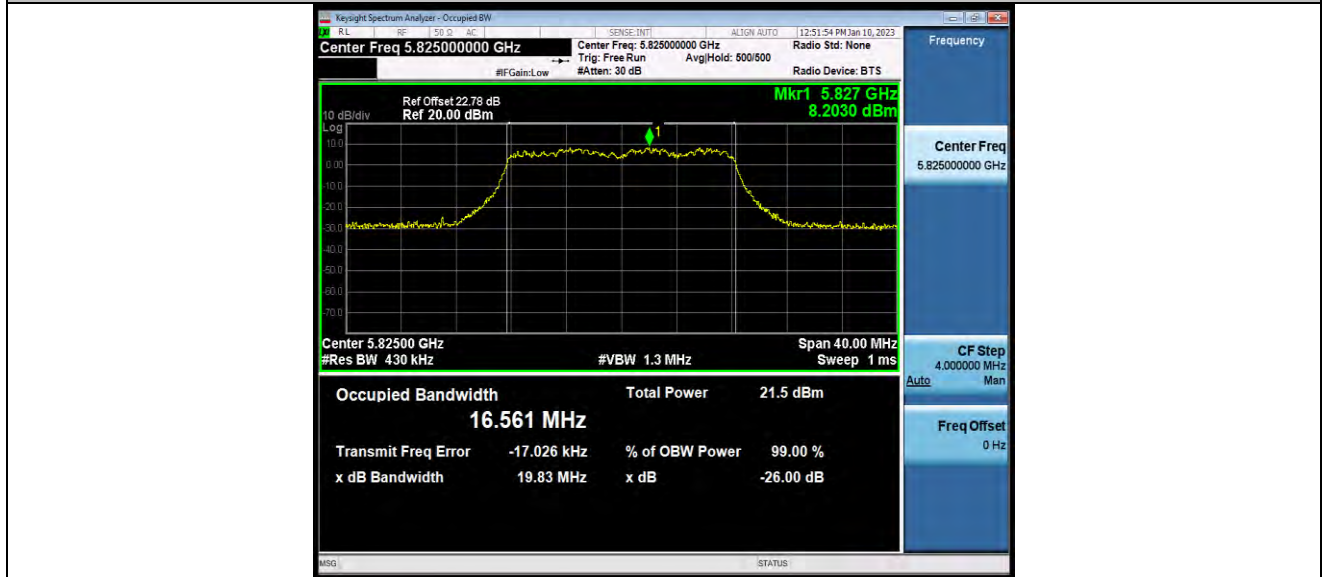 Keysight Spectrum Analyzer - Occupied BW
RL RF 50 Ω AC SENSE:INT ALIGN AUTO 12:51:54 PM Jan 10, 2023
Center Freq 5.825000000 GHz
Center Freq: 5.825000000 GHz Radio Std: None
Trig: Free Run Avg|Hold: 500/500
#IFGain:Low #Atten: 30 dB Radio Device: BTS
Frequency
Mkr1 5.827 GHz
8.2030 dBm
Ref Offset 22.78 dB
10 dB/div Ref 20.00 dBm
Log
1
10.0
0.00
-10.0
-20.0
-30.0
-40.0
-50.0
-60.0
-70.0
Center 5.82500 GHz Span 40.00 MHz
#Res BW 430 kHz #VBW 1.3 MHz Sweep 1 ms
Center Freq
5.825000000 GHz
CF Step
4.000000 MHz
Auto Man
Freq Offset
0 Hz
Occupied Bandwidth Total Power 21.5 dBm
16.561 MHz
Transmit Freq Error -17.026 kHz % of OBW Power 99.00 %
x dB Bandwidth 19.83 MHz x dB -26.00 dB
MSG STATUS